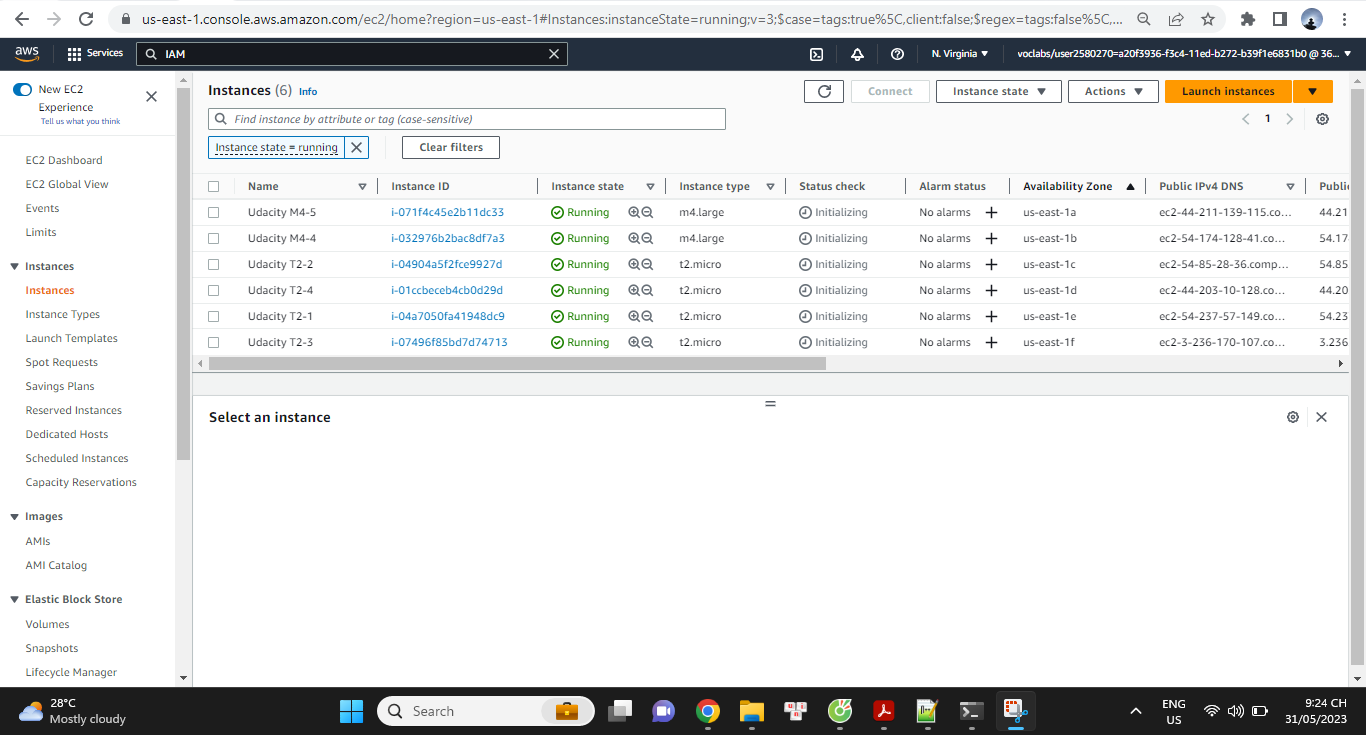 us-east-1.console.aws.amazon.com/ec2/home?region=us-east-1#Instances:instanceState=running;v=3;$case=tags:true%5C,client:false;$regex=tags:false%5C,...
aws Services IAM N. Virginia voclabs/user2580270=a20f3936-f3c4-11ed-b272-b39f1e6831b0 @ 36...
New EC2
Experience
Tell us what you think
EC2 Dashboard
EC2 Global View
Events
Limits
Instances
Instances
Instance Types
Launch Templates
Spot Requests
Savings Plans
Reserved Instances
Dedicated Hosts
Scheduled Instances
Capacity Reservations
Images
AMIs
AMI Catalog
Elastic Block Store
Volumes
Snapshots
Lifecycle Manager
Instances (6) Info Connect Instance state Actions Launch instances
Find instance by attribute or tag (case-sensitive) 1
Instance state = running Clear filters
Name Instance ID Instance state Instance type Status check Alarm status Availability Zone Public IPv4 DNS Public
Udacity M4-5 i-071f4c45e2b11dc33 Running m4.large Initializing No alarms us-east-1a ec2-44-211-139-115.co... 44.21
Udacity M4-4 i-032976b2bac8df7a3 Running m4.large Initializing No alarms us-east-1b ec2-54-174-128-41.co... 54.17
Udacity T2-2 i-04904a5f2fce9927d Running t2.micro Initializing No alarms us-east-1c ec2-54-85-28-36.comp... 54.85
Udacity T2-4 i-01ccbeceb4cb0d29d Running t2.micro Initializing No alarms us-east-1d ec2-44-203-10-128.co... 44.20
Udacity T2-1 i-04a7050fa41948dc9 Running t2.micro Initializing No alarms us-east-1e ec2-54-237-57-149.co... 54.23
Udacity T2-3 i-07496f85bd7d74713 Running t2.micro Initializing No alarms us-east-1f ec2-3-236-170-107.co... 3.236
Select an instance
28°C
Mostly cloudy
Search
ENG
US
9:24 CH
31/05/2023